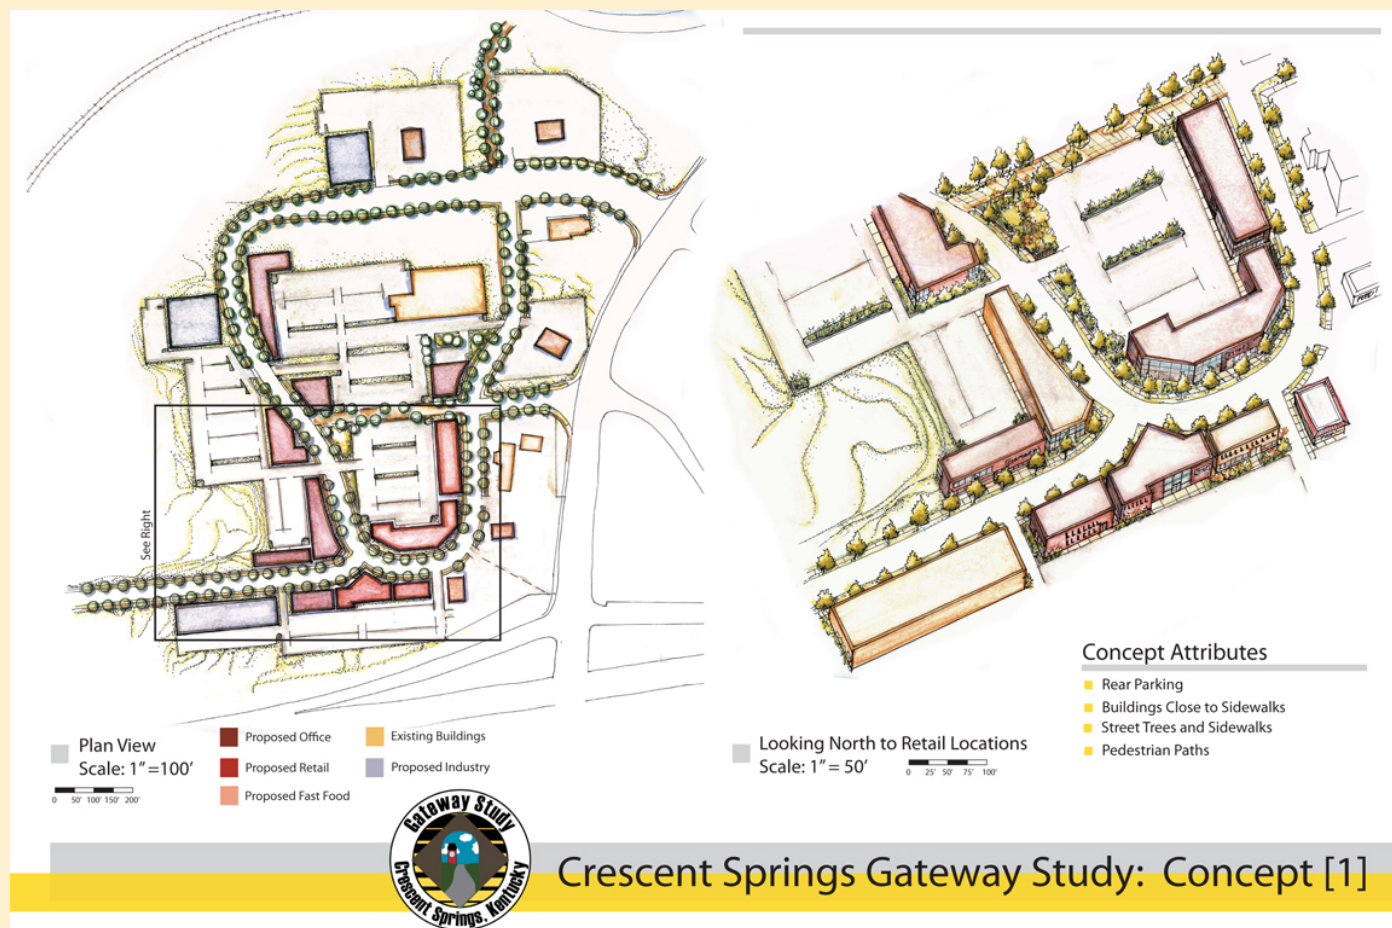 See Right
Plan View
Scale: 1”=100’
0 50’ 100’ 150’ 200’
Proposed Office
Proposed Retail
Proposed Fast Food
Existing Buildings
Proposed Industry
Looking North to Retail Locations
Scale: 1” = 50’
0 25’ 50’ 75’ 100’
Concept Attributes
Rear Parking
Buildings Close to Sidewalks
Street Trees and Sidewalks
Pedestrian Paths
Gateway Study
Crescent Springs, Kentucky
Crescent Springs Gateway Study: Concept [1]